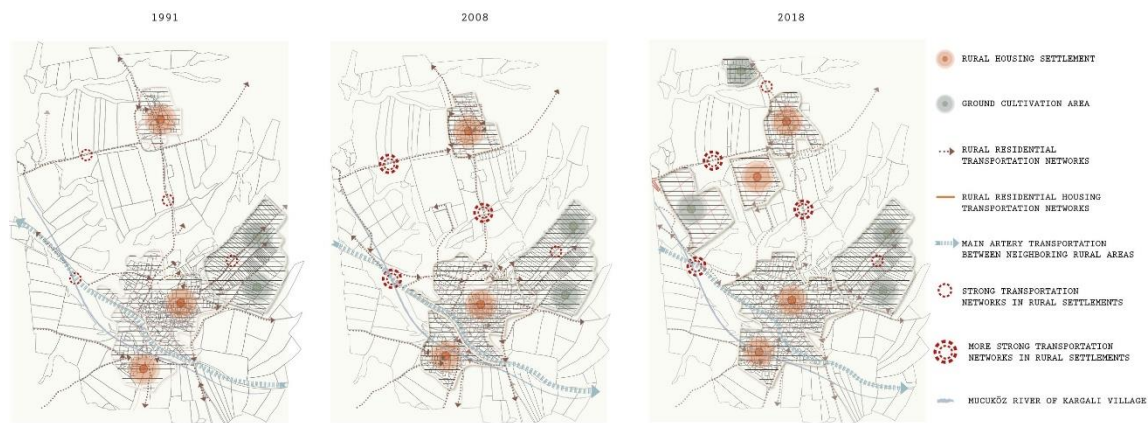 1991
2008
2018
RURAL HOUSING SETTLEMENT
GROUND CULTIVATION AREA
RURAL RESIDENTIAL
TRANSPORTATION NETWORKS
RURAL RESIDENTIAL HOUSING
TRANSPORTATION NETWORKS
MAIN ARTERY TRANSPORTATION
BETWEEN NEIGHBORING RURAL AREAS
STRONG TRANSPORTATION
NETWORKS IN RURAL SETTLEMENTS
MORE STRONG TRANSPORTATION
NETWORKS IN RURAL SETTLEMENTS
MUCUKÖZ RIVER OF KARGALI VILLAGE